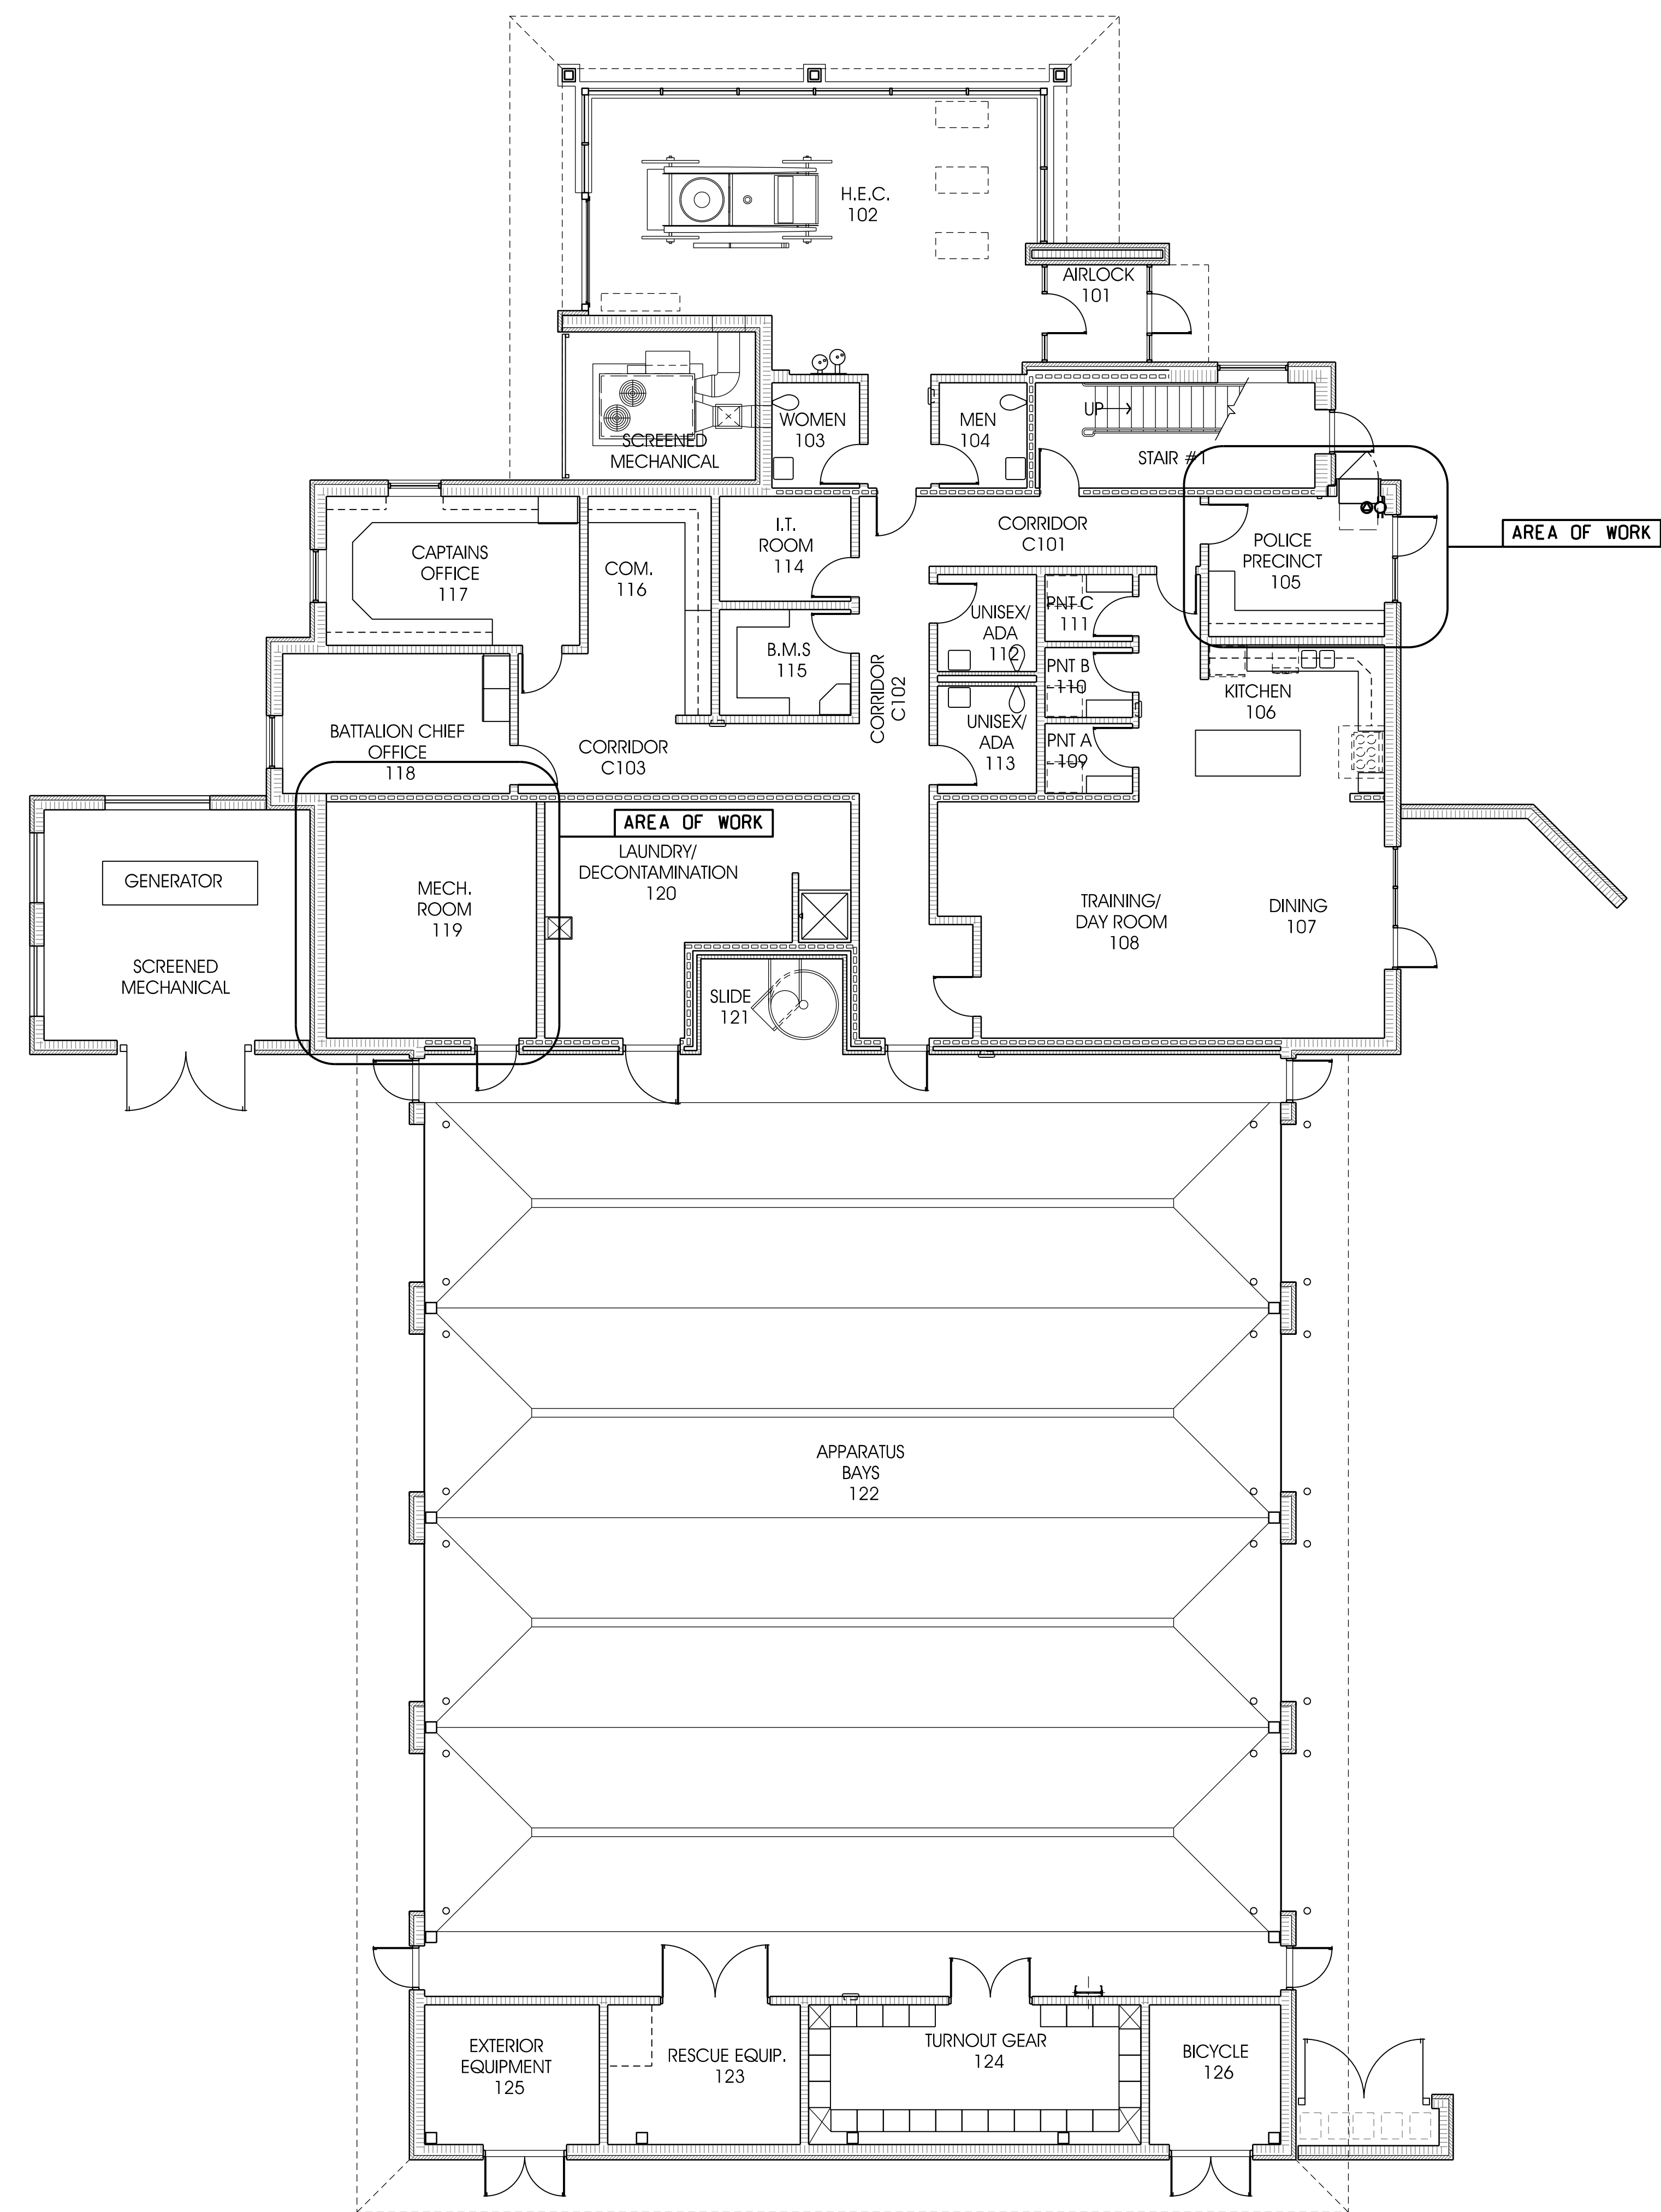 H.E.C.
102
AIRLOCK
101
WOMEN
103
MEN
104
UP
STAIR #1
SCREENED
MECHANICAL
CAPTAINS
OFFICE
117
COM.
116
I.T.
ROOM
114
CORRIDOR
C101
POLICE
PRECINCT
105
AREA OF WORK
B.M.S
115
CORRIDOR
C102
UNISEX/
ADA
112
PNT C
111
PNT B
110
UNISEX/
ADA
113
PNT A
109
KITCHEN
106
BATTALION CHIEF
OFFICE
118
CORRIDOR
C103
AREA OF WORK
GENERATOR
SCREENED
MECHANICAL
MECH.
ROOM
119
LAUNDRY/
DECONTAMINATION
120
SLIDE
121
TRAINING/
DAY ROOM
108
DINING
107
APPARATUS
BAYS
122
EXTERIOR
EQUIPMENT
125
RESCUE EQUIP.
123
TURNOUT GEAR
124
BICYCLE
126